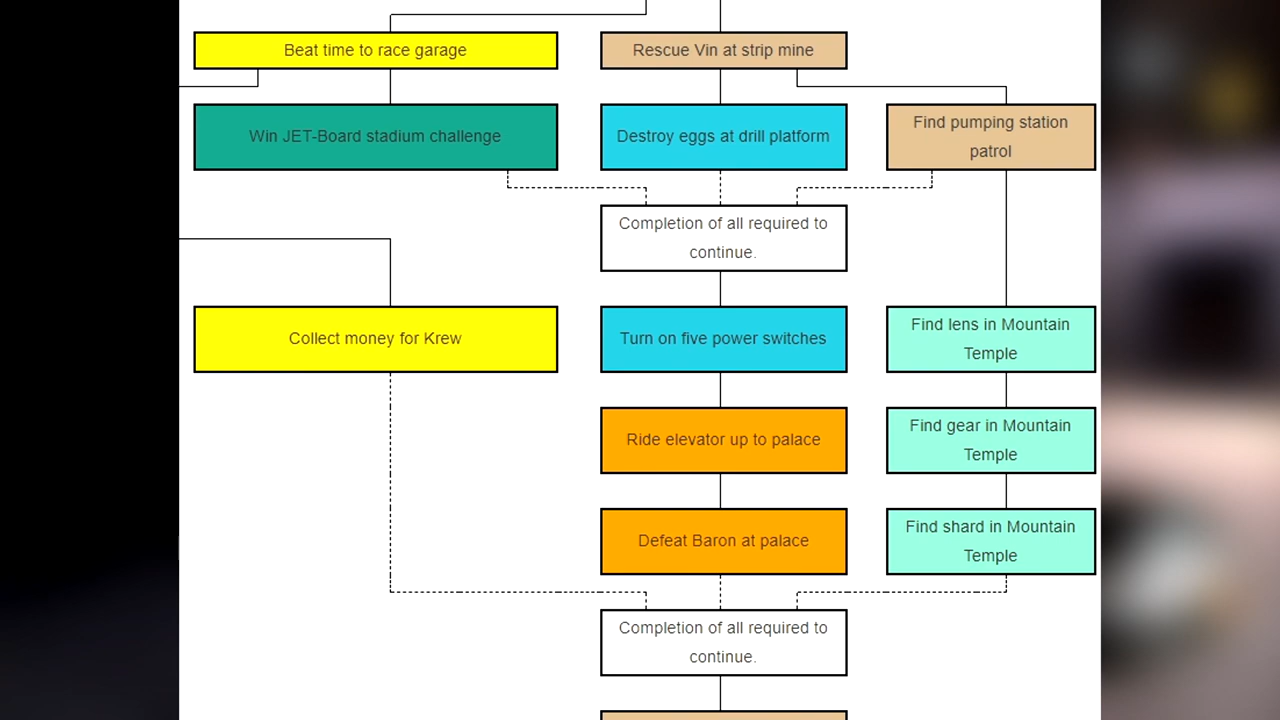 Beat time to race garage
Rescue Vin at strip mine
Win JET-Board stadium challenge
Destroy eggs at drill platform
Find pumping station
patrol
Completion of all required to
continue.
Collect money for Krew
Turn on five power switches
Find lens in Mountain
Temple
Ride elevator up to palace
Find gear in Mountain
Temple
Defeat Baron at palace
Find shard in Mountain
Temple
Completion of all required to
continue.